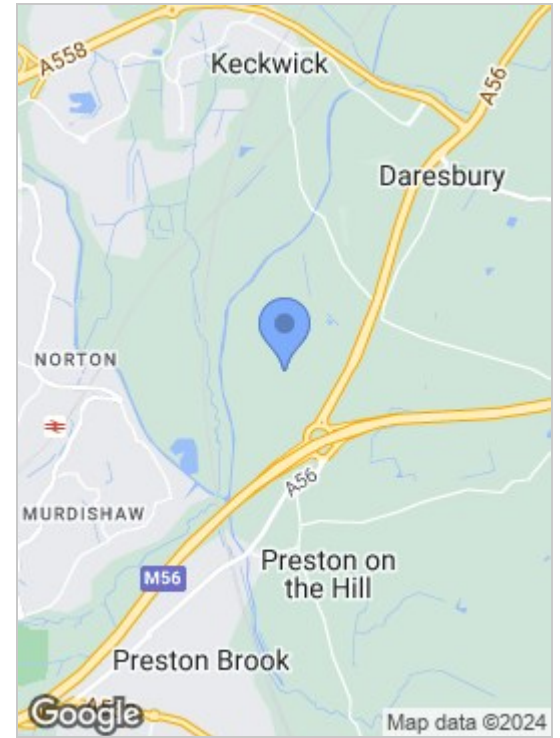 A558
Keckwick
A56
Daresbury
NORTON
A56
MURDISHAW
Preston on
the Hill
M56
Preston Brook
Google
Map data ©2024